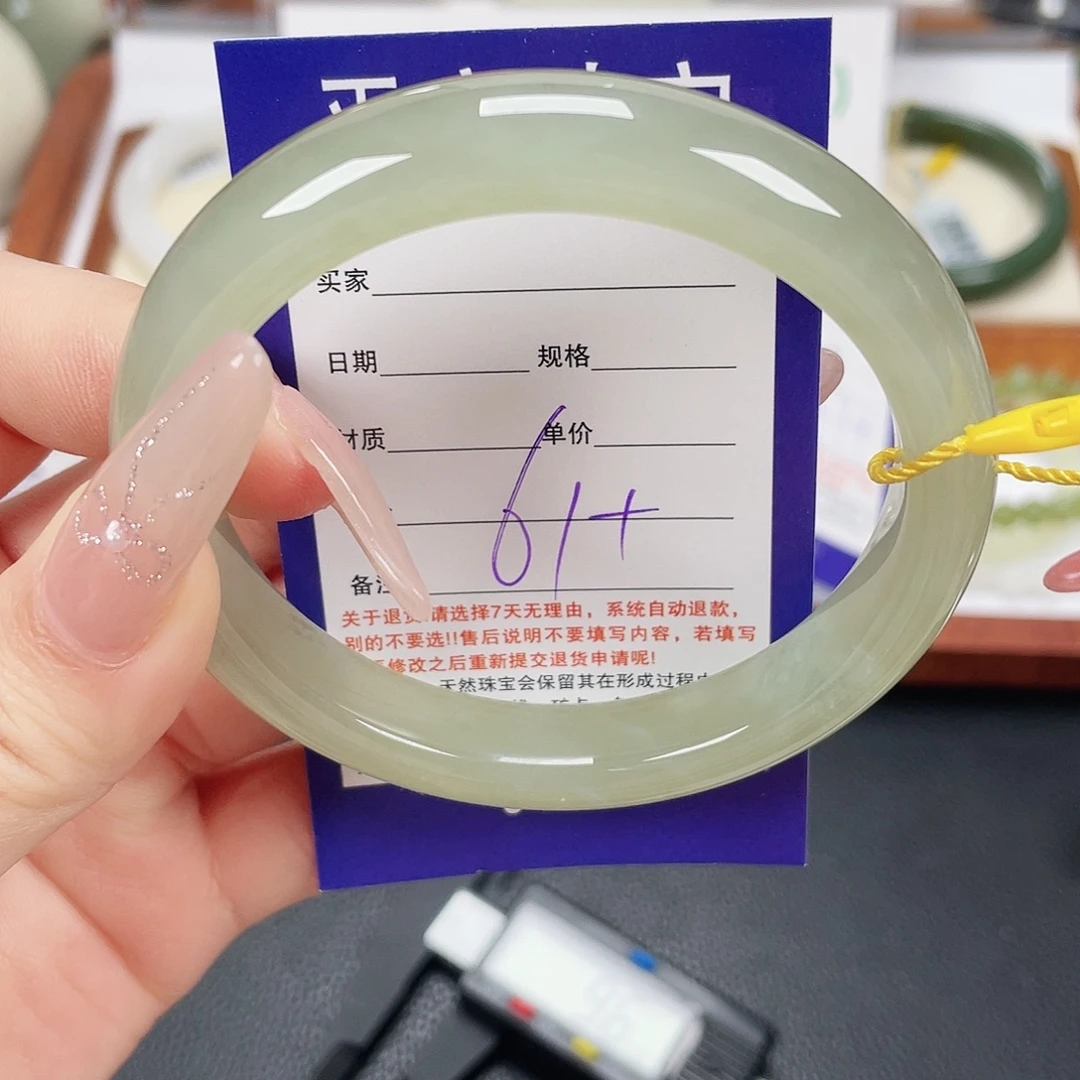 买家
日期 规格
材质 单价
61+
备注
关于退货请选择7天无理由，系统自动退款，
别的不要选!!售后说明不要填写内容，若填写
修改之后重新提交退货申请呢!
天然珠宝会保留其在形成过程中